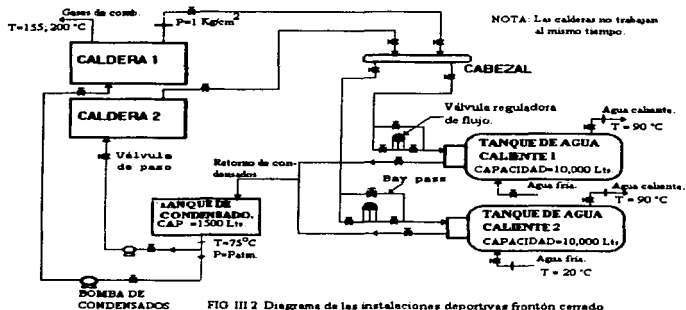 Gases de comb.
T=155; 200 °C
P=1 Kg/cm2
NOTA: Las calderas no trabajan
al mismo tiempo.
CALDERA 1
CALDERA 2
CABEZAL
Válvula reguladora
de flujo.
Agua caliente.
T = 90 °C
TANQUE DE AGUA
CALIENTE 1
CAPACIDAD=10,000 Lts.
Válvula
de paso
Retorno de con-
densados
Bay pass
Agua fría.
Agua caliente.
T = 90 °C
TANQUE DE
CONDENSADO.
CAP =1500 Lts.
TANQUE DE AGUA
CALIENTE 2
CAPACIDAD=10,000 Lts
T=75°C
P=Patm.
Agua fría.
T = 20 °C
BOMBA DE
CONDENSADOS
FIG III 2 Diagrama de las instalaciones deportivas frontón cerrado